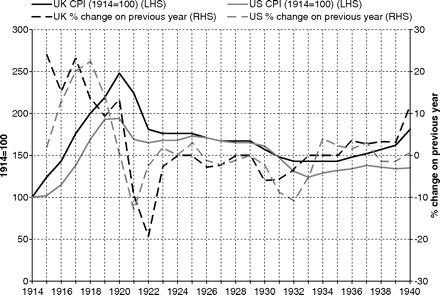 UK CPI (1914=100) (LHS) US CPI (1914=100) (LHS)
UK % change on previous year (RHS) US % change on previous year (RHS)
300 30
250 20
200 10
150 0
100 -10
50 -20
0 -30
1914=100
% change on previous year
1914 1916 1918 1920 1922 1924 1926 1928 1930 1932 1934 1936 1938 1940